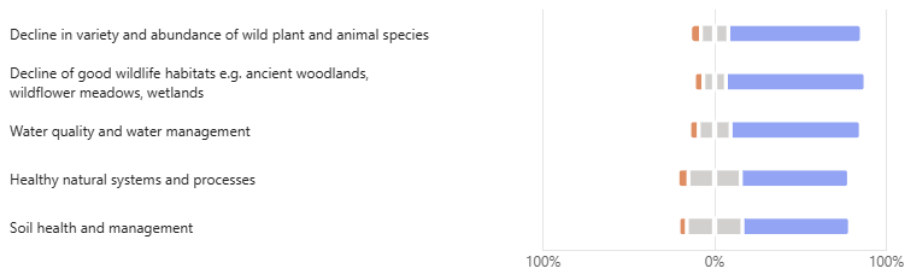 Decline in variety and abundance of wild plant and animal species
Decline of good wildlife habitats e.g. ancient woodlands,
wildflower meadows, wetlands
Water quality and water management
Healthy natural systems and processes
Soil health and management
100% 0% 100%